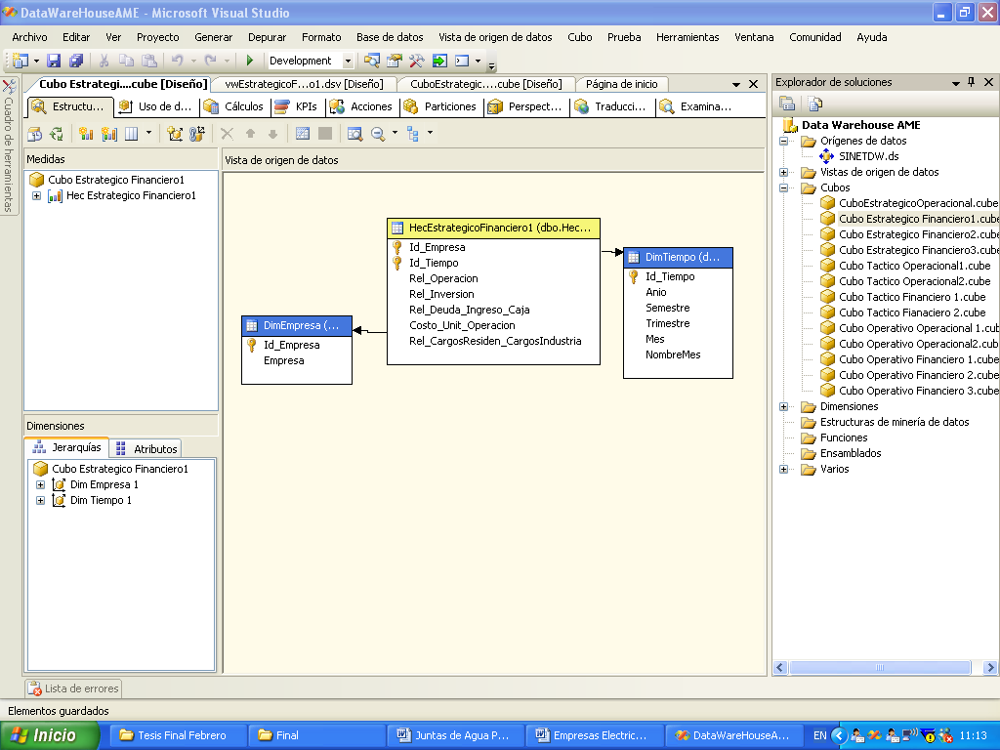 DataWareHouseAME - Microsoft Visual Studio
Archivo Editar Ver Proyecto Generar Depurar Formato Base de datos Vista de origen de datos Cubo Prueba Herramientas Ventana Comunidad Ayuda
Development
Cuadro de herramientas
Cubo Estrategi....cube [Diseño] vwEstrategicoF...o1.dsv [Diseño] CuboEstrategic....cube [Diseño] Página de inicio
Estructu... Uso de d... Cálculos KPIs Acciones Particiones Perspect... Traducci... Examina...
Medidas
Cubo Estrategico Financiero1
Hec Estrategico Financiero1
Dimensiones
Jerarquías Atributos
Cubo Estrategico Financiero1
Dim Empresa 1
Dim Tiempo 1
Vista de origen de datos
DimEmpresa (...
Id_Empresa
Empresa
HecEstrategicoFinanciero1 (dbo.Hec...
Id_Empresa
Id_Tiempo
Rel_Operacion
Rel_Inversion
Rel_Deuda_Ingreso_Caja
Costo_Unit_Operacion
Rel_CargosResiden_CargosIndustria
DimTiempo (d...
Id_Tiempo
Anio
Semestre
Trimestre
Mes
NombreMes
Explorador de soluciones
Data Warehouse AME
Orígenes de datos
SINETDW.ds
Vistas de origen de datos
Cubos
CuboEstrategicoOperacional.cube
Cubo Estrategico Financiero1.cube
Cubo Estrategico Financiero2.cube
Cubo Estrategico Financiero3.cube
Cubo Tactico Operacional1.cube
Cubo Tactico Operacional2.cube
Cubo Tactico Financiero 1.cube
Cubo Tactico Fianaciero 2.cube
Cubo Operativo Operacional 1.cube
Cubo Operativo Operacional2.cube
Cubo Operativo Financiero 1.cube
Cubo Operativo Financiero 2.cube
Cubo Operativo Financiero 3.cube
Dimensiones
Estructuras de minería de datos
Funciones
Ensamblados
Varios
Lista de errores
Elementos guardados
Inicio Tesis Final Febrero Final Juntas de Agua P... Empresas Electric... DataWareHouseA... EN 11:13